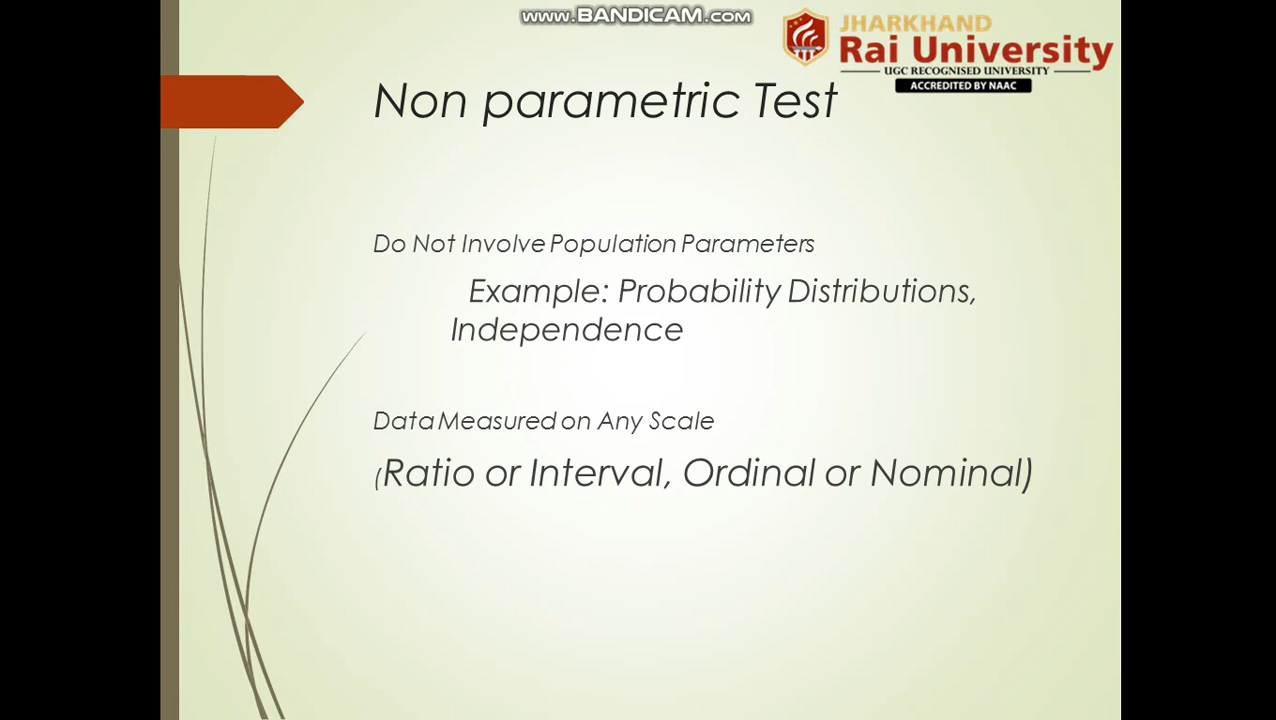 www.BANDICAM.com
JHARKHAND
Rai University
UGC RECOGNISED UNIVERSITY
ACCREDITED BY NAAC
Non parametric Test
Do Not Involve Population Parameters
Example: Probability Distributions,
Independence
Data Measured on Any Scale
(Ratio or Interval, Ordinal or Nominal)